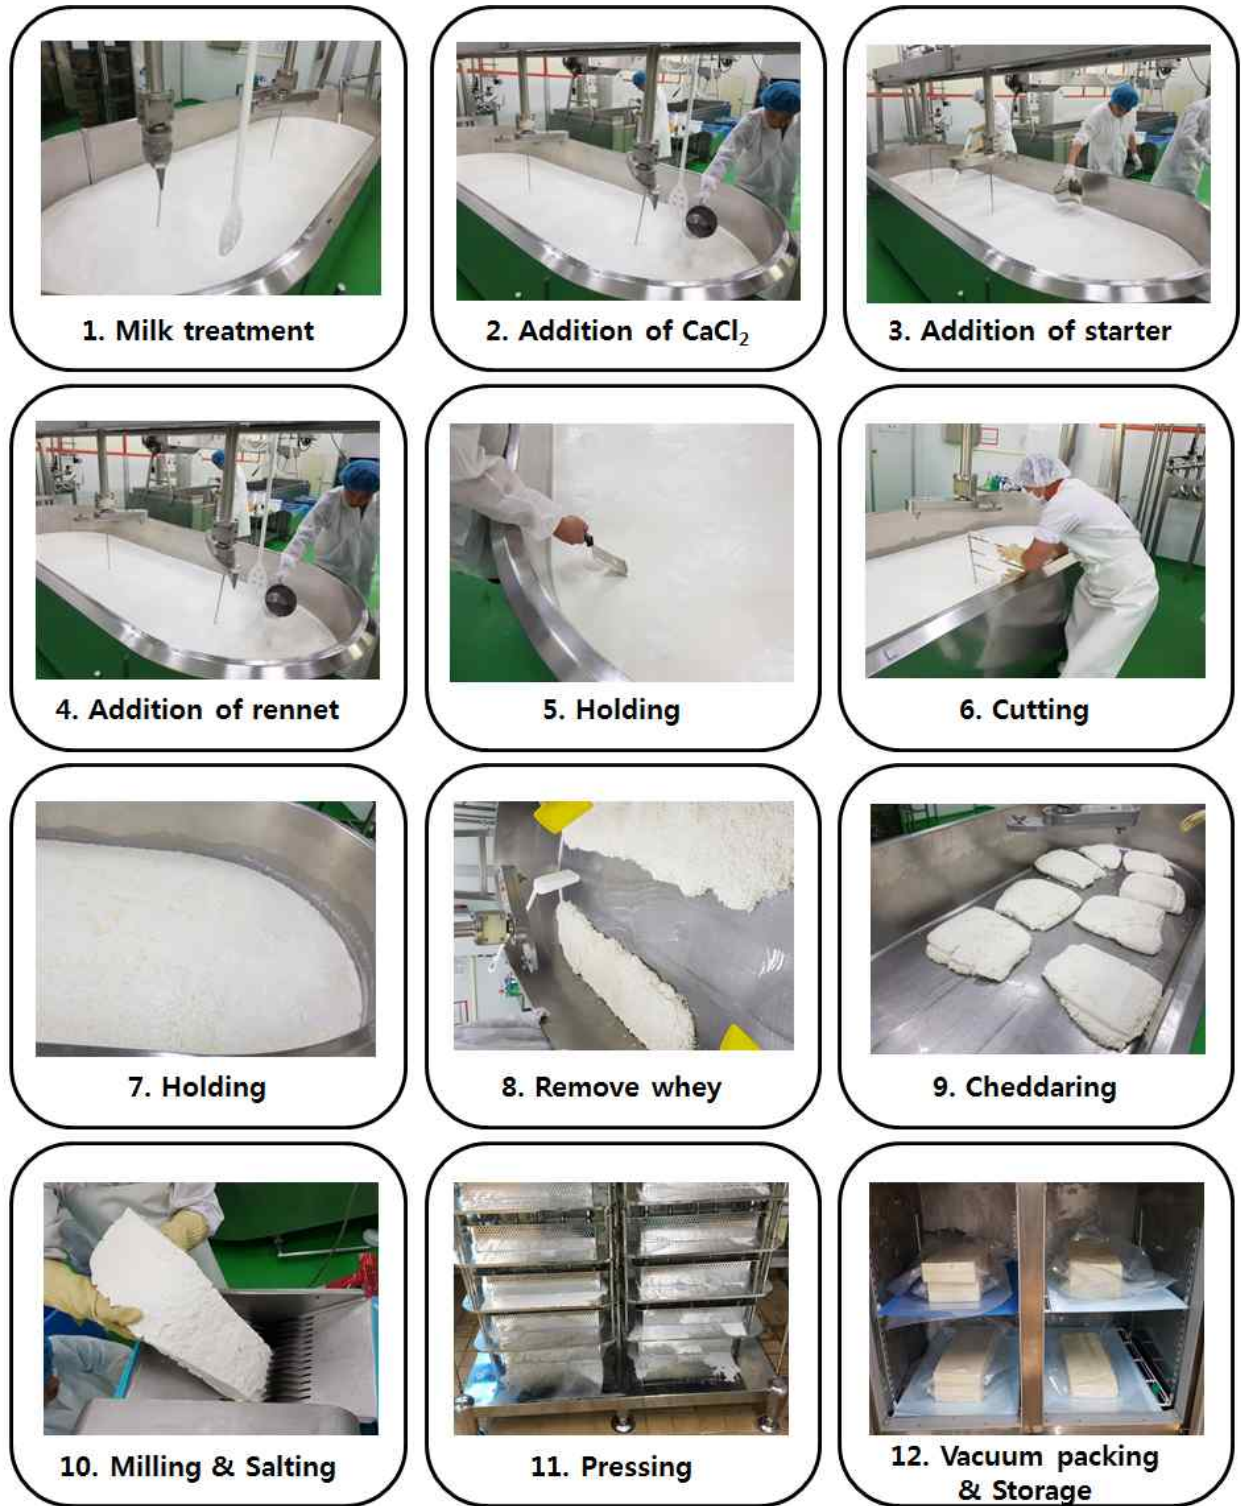 1. Milk treatment
2. Addition of CaCl₂
3. Addition of starter
4. Addition of rennet
5. Holding
6. Cutting
7. Holding
8. Remove whey
9. Cheddaring
10. Milling & Salting
11. Pressing
12. Vacuum packing
& Storage